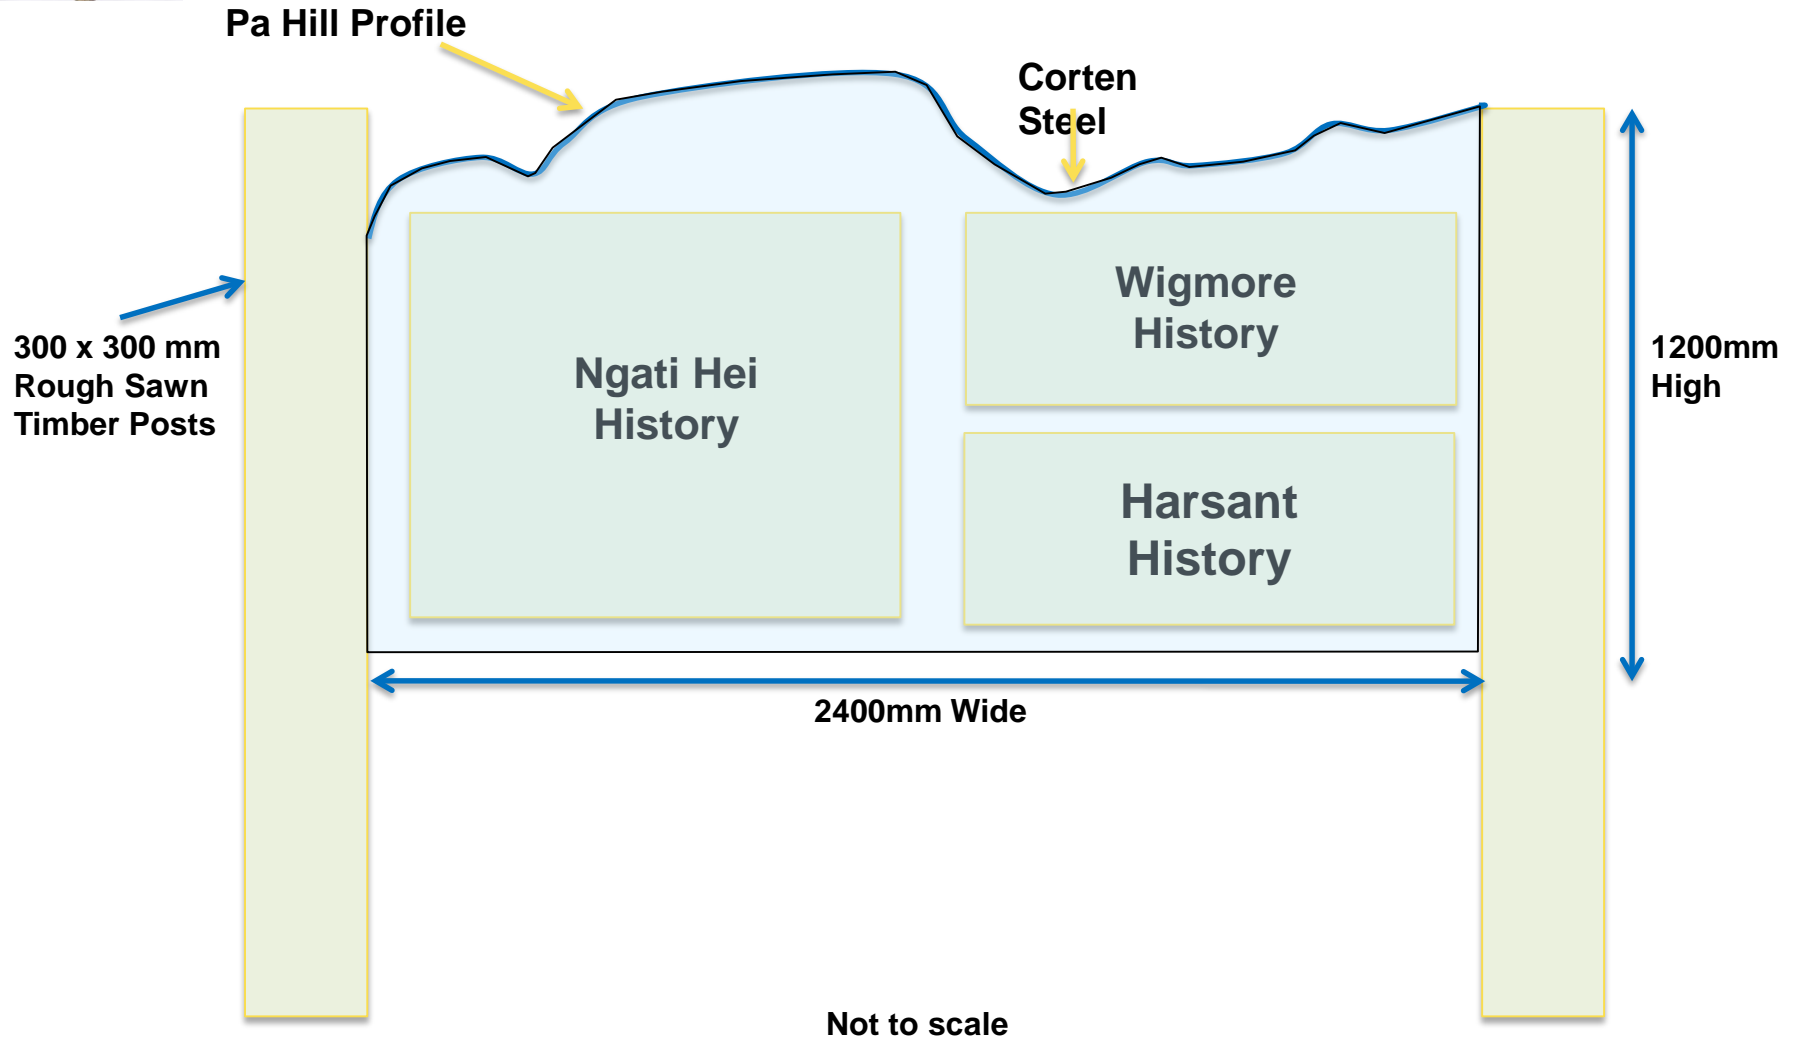 Pa Hill Profile
Corten
Steel
300 x 300 mm
Rough Sawn
Timber Posts
Ngati Hei
History
Wigmore
History
Harsant
History
1200mm
High
2400mm Wide
Not to scale